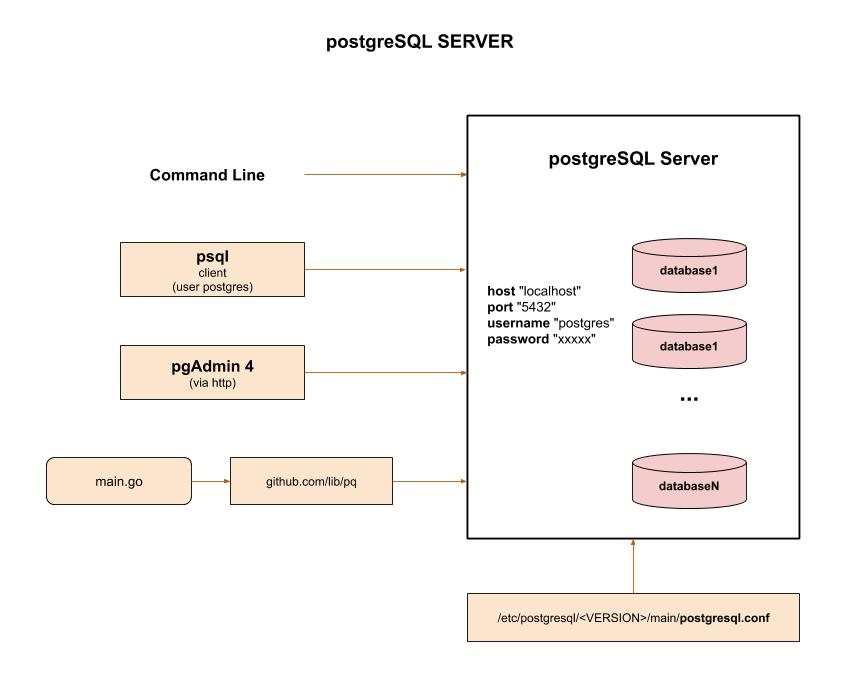 postgreSQL SERVER
postgreSQL Server
Command Line
psql
client
(user postgres)
database1
host "localhost"
port "5432"
username "postgres"
password "xxxxx"
database1
pgAdmin 4
(via http)
...
main.go
github.com/lib/pq
databaseN
/etc/postgresql/<VERSION>/main/postgresql.conf